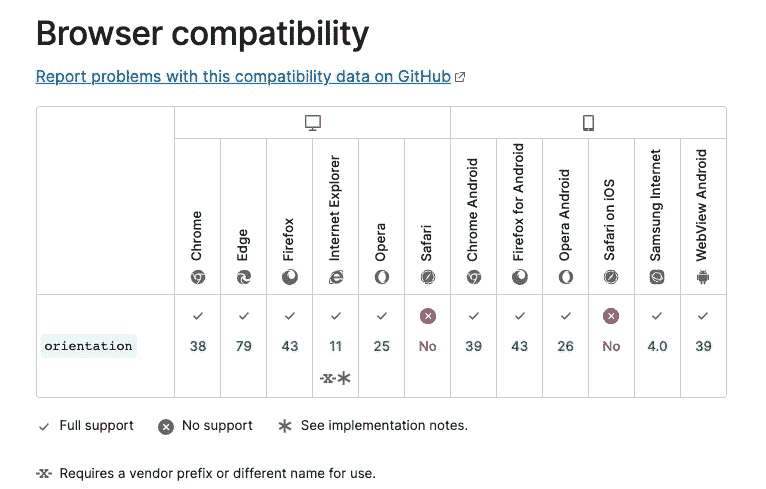 Browser compatibility
Report problems with this compatibility data on GitHub
Chrome
Edge
Firefox
Internet Explorer
Opera
Safari
Chrome Android
Firefox for Android
Opera Android
Safari on iOS
Samsung Internet
WebView Android
orientation 38 79 43 11 25 No 39 43 26 No 4.0 39
Full support No support See implementation notes.
Requires a vendor prefix or different name for use.